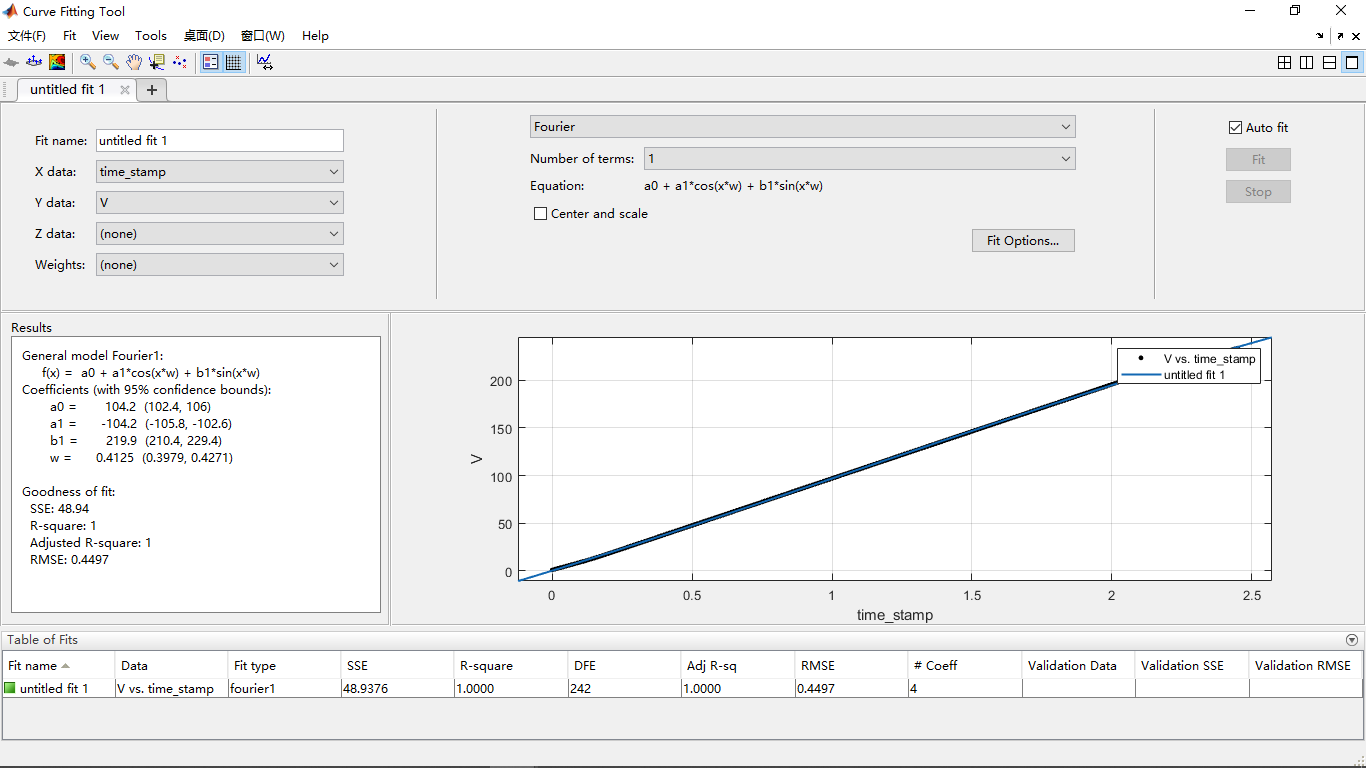 Curve Fitting Tool
文件(F) Fit View Tools 桌面(D) 窗口(W) Help
untitled fit 1
Fit name: untitled fit 1
X data: time_stamp
Y data: V
Z data: (none)
Weights: (none)
Fourier
Number of terms: 1
Equation: a0 + a1*cos(x*w) + b1*sin(x*w)
Center and scale
Fit Options...
Auto fit
Fit
Stop
Results
General model Fourier1:
f(x) = a0 + a1*cos(x*w) + b1*sin(x*w)
Coefficients (with 95% confidence bounds):
a0 = 104.2 (102.4, 106)
a1 = -104.2 (-105.8, -102.6)
b1 = 219.9 (210.4, 229.4)
w = 0.4125 (0.3979, 0.4271)
Goodness of fit:
SSE: 48.94
R-square: 1
Adjusted R-square: 1
RMSE: 0.4497
V vs. time_stamp
untitled fit 1
200
150
100
50
0
V
0 0.5 1 1.5 2 2.5
time_stamp
Table of Fits
Fit name Data Fit type SSE R-square DFE Adj R-sq RMSE # Coeff Validation Data Validation SSE Validation RMSE
untitled fit 1 V vs. time_stamp fourier1 48.9376 1.0000 242 1.0000 0.4497 4